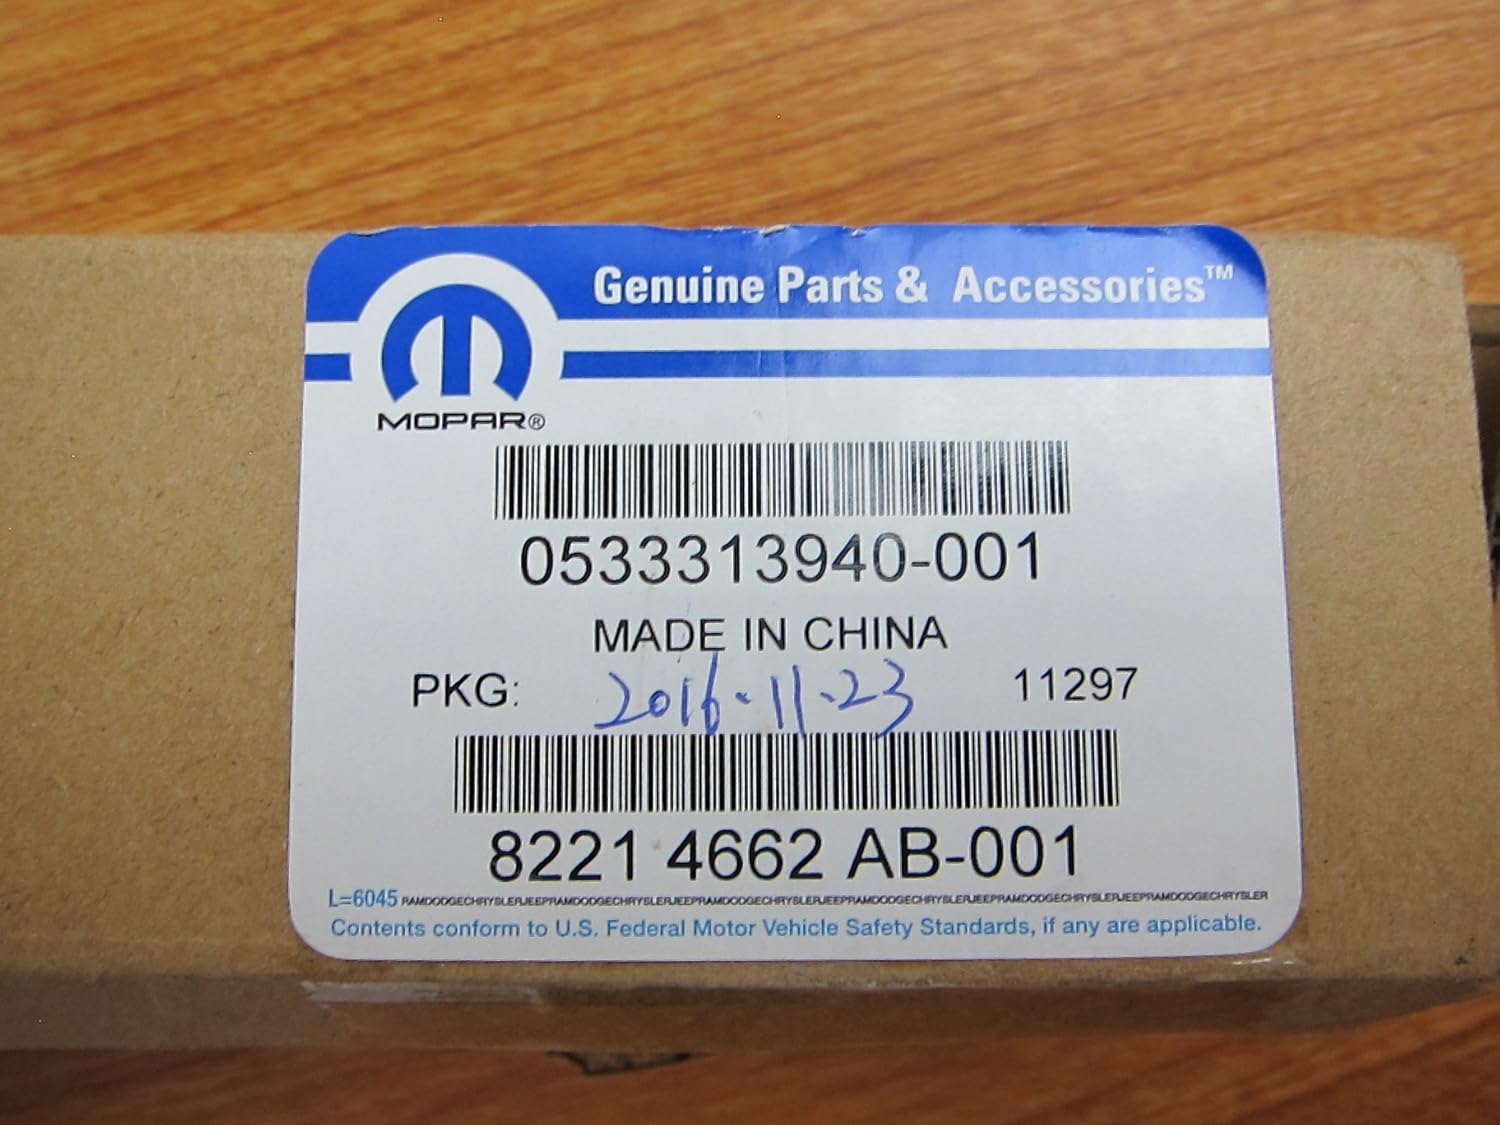 Genuine Parts & Accessories™
MOPAR®
0533313940-001
MADE IN CHINA
PKG: 2016.11.23 11297
8221 4662 AB-001
L=6045 RAMDODGECHRYSLERJEEPRAMDODGECHRYSLERJEEPRAMDODGECHRYSLERJEEPRAMDODGECHRYSLERJEEPRAMDODGECHRYSLERJEEPRAMDODGECHRYSLERJEEPRAMDODGECHRYSLER
Contents conform to U.S. Federal Motor Vehicle Safety Standards, if any are applicable.